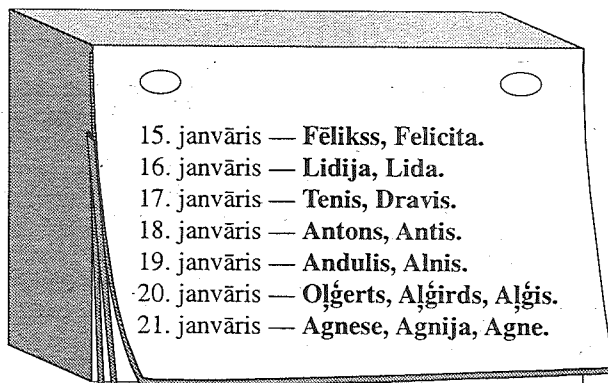 15. janvāris — Fēlikss, Felicita.
16. janvāris — Lidija, Lida.
17. janvāris — Tenis, Dravis.
18. janvāris — Antons, Antis.
19. janvāris — Andulis, Alnis.
20. janvāris — Oļģerts, Aļģirds, Aļģis.
21. janvāris — Agnese, Agnija, Agne.